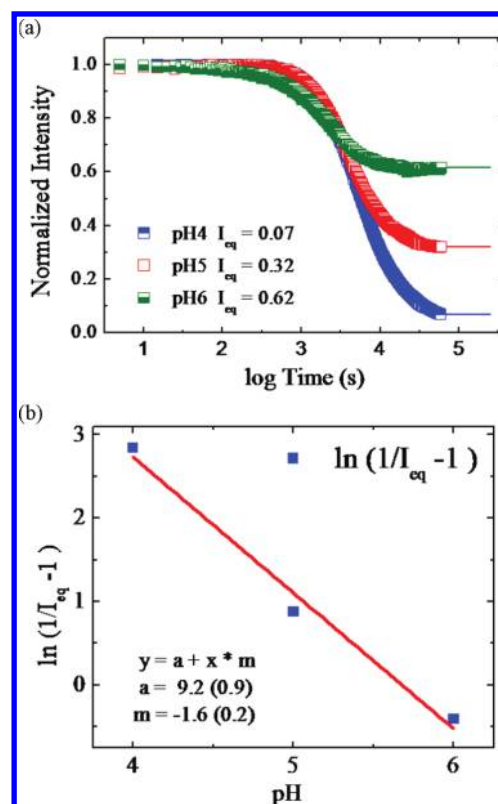 (a)
1.0
0.8
0.6
0.4
0.2
0.0
Normalized Intensity
pH4 I_eq = 0.07
pH5 I_eq = 0.32
pH6 I_eq = 0.62
1 2 3 4 5
log Time (s)
(b)
3
2
1
0
ln (1/I_eq -1 )
ln (1/I_eq -1 )
y = a + x * m
a = 9.2 (0.9)
m = -1.6 (0.2)
4 5 6
pH